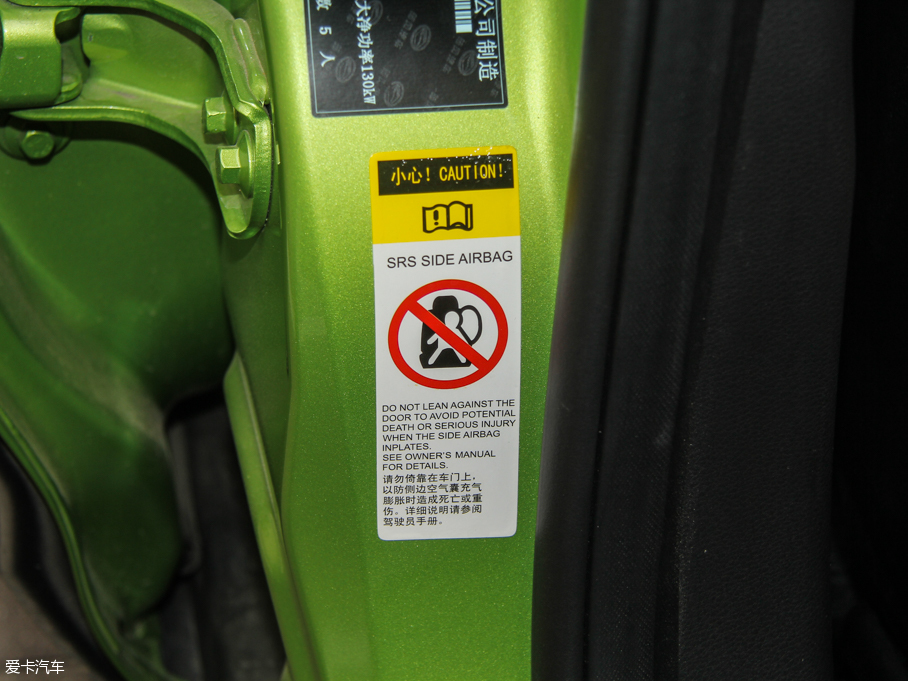 公司制造
大净功率130kW
数 5 人
小心! CAUTION!
SRS SIDE AIRBAG
DO NOT LEAN AGAINST THE
DOOR TO AVOID POTENTIAL
DEATH OR SERIOUS INJURY
WHEN THE SIDE AIRBAG
INPLATES.
SEE OWNER'S MANUAL
FOR DETAILS.
请勿倚靠在车门上，
以防侧边空气囊充气
膨胀时造成死亡或重
伤。详细说明请参阅
驾驶员手册。
爱卡汽车